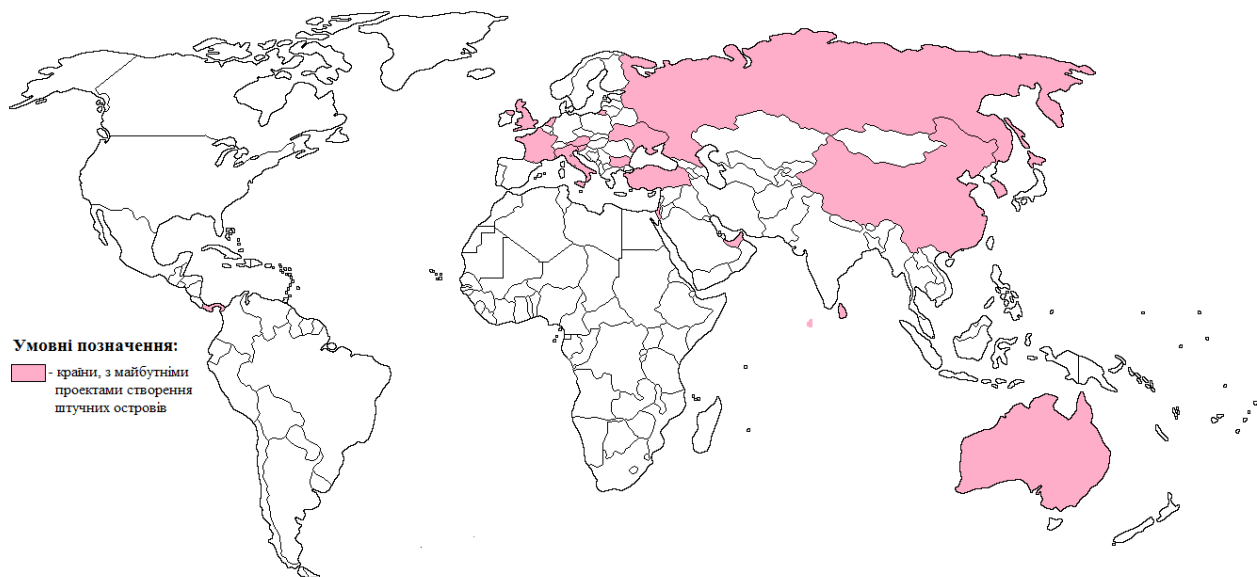 Умовні позначення:
- країни, з майбутніми
проектами створення
штучних островів